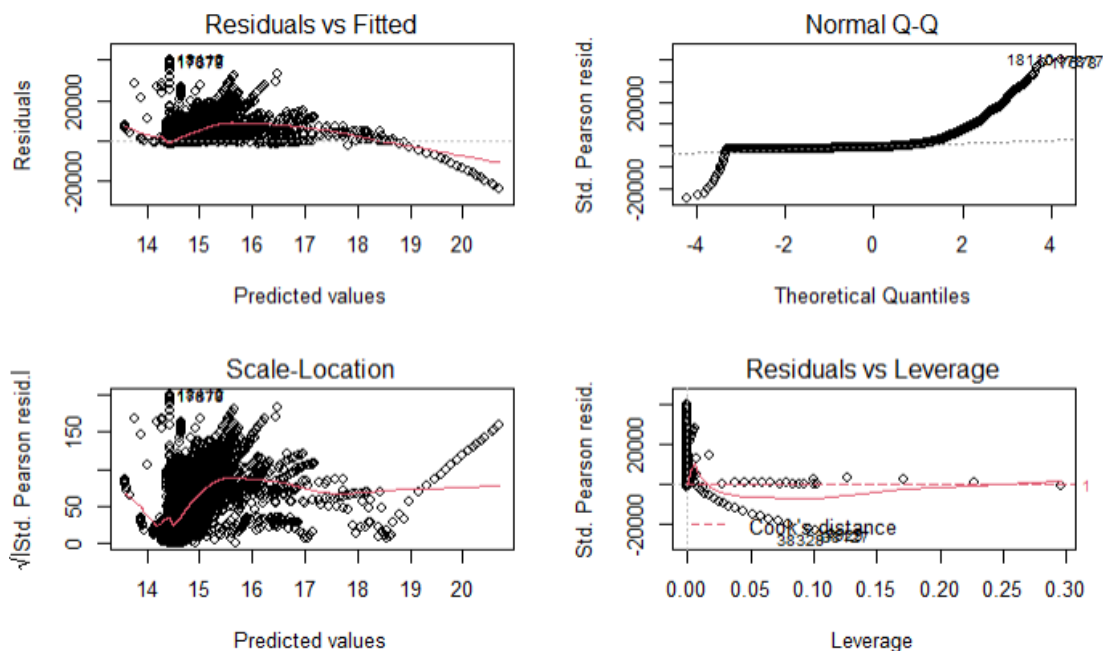 Residuals vs Fitted
Residuals
20000
-20000
14 15 16 17 18 19 20
Predicted values
Normal Q-Q
Std. Pearson resid.
20000
-20000
-4 -2 0 2 4
Theoretical Quantiles
Scale-Location
√|Std. Pearson resid.|
150
50
0
14 15 16 17 18 19 20
Predicted values
Residuals vs Leverage
Std. Pearson resid.
20000
-20000
1
Cook's distance
0.00 0.05 0.10 0.15 0.20 0.25 0.30
Leverage